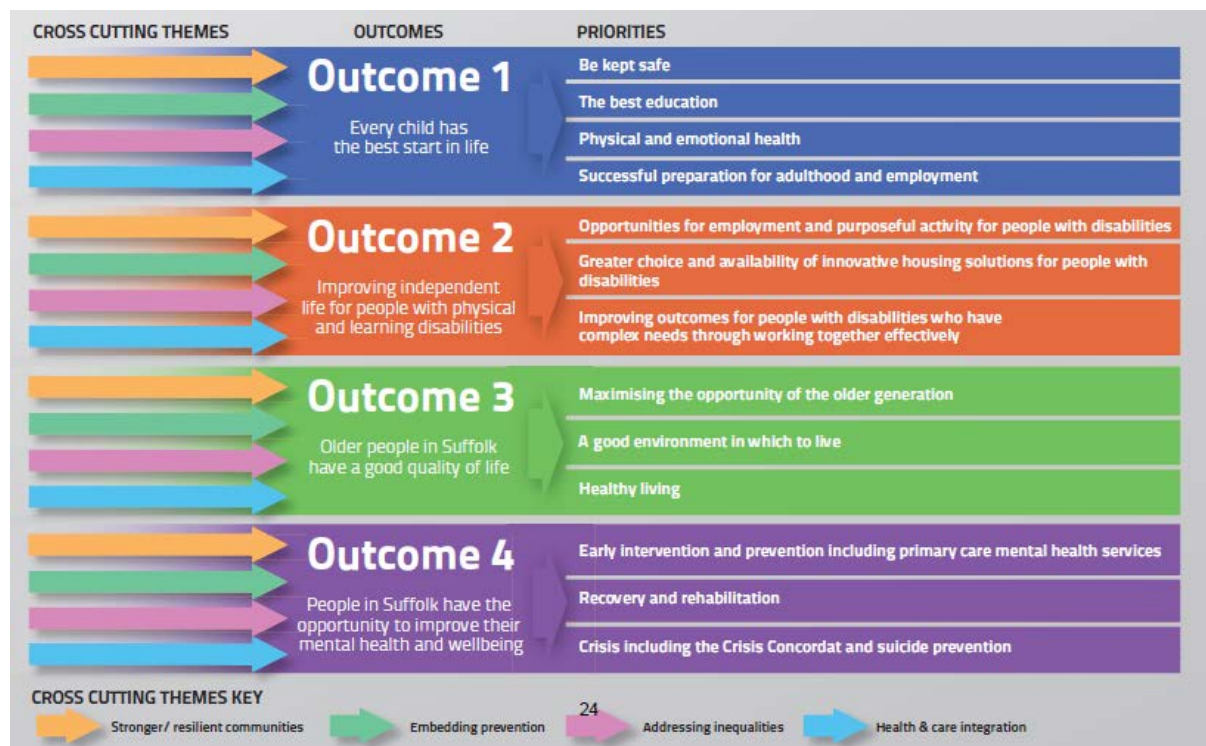 CROSS CUTTING THEMES OUTCOMES PRIORITIES
Outcome 1
Every child has
the best start in life
Be kept safe
The best education
Physical and emotional health
Successful preparation for adulthood and employment
Outcome 2
Improving independent
life for people with physical
and learning disabilities
Opportunities for employment and purposeful activity for people with disabilities
Greater choice and availability of innovative housing solutions for people with
disabilities
Improving outcomes for people with disabilities who have
complex needs through working together effectively
Outcome 3
Older people in Suffolk
have a good quality of life
Maximising the opportunity of the older generation
A good environment in which to live
Healthy living
Outcome 4
People in Suffolk have the
opportunity to improve their
mental health and wellbeing
Early intervention and prevention including primary care mental health services
Recovery and rehabilitation
Crisis including the Crisis Concordat and suicide prevention
CROSS CUTTING THEMES KEY
24
Stronger/ resilient communities Embedding prevention Addressing inequalities Health & care integration